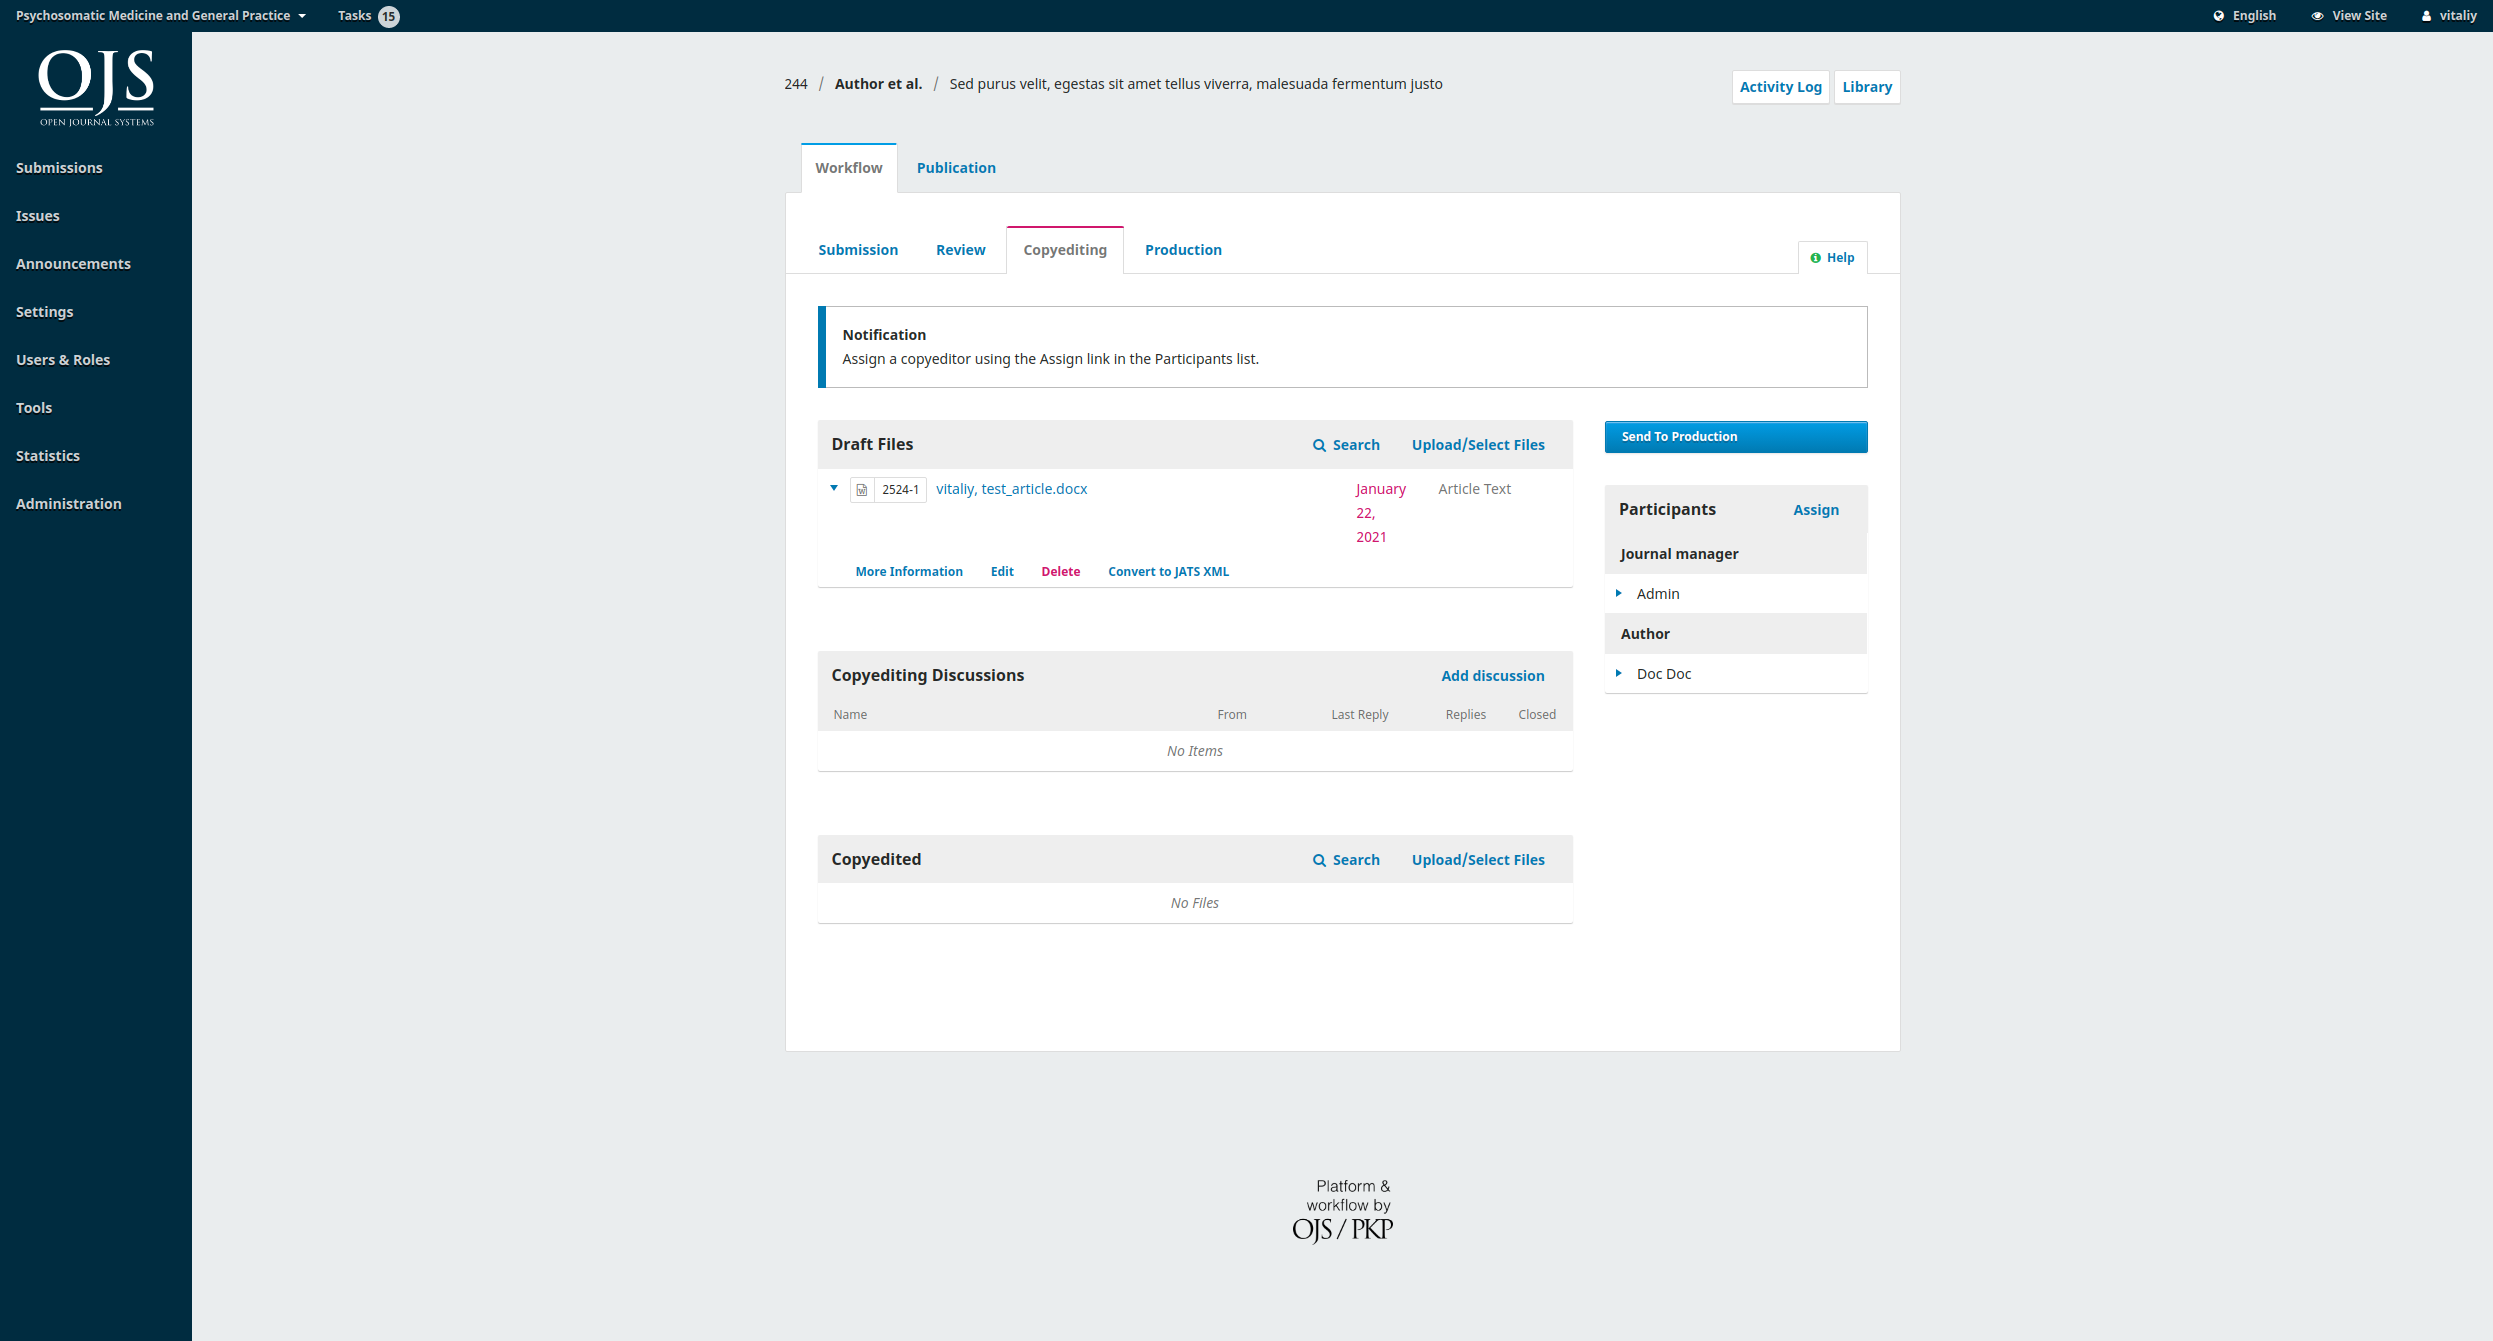 Psychosomatic Medicine and General Practice Tasks 15 English View Site vitaliy
OJS
OPEN JOURNAL SYSTEMS
Submissions
Issues
Announcements
Settings
Users & Roles
Tools
Statistics
Administration
244 / Author et al. / Sed purus velit, egestas sit amet tellus viverra, malesuada fermentum justo
Activity Log Library
Workflow Publication
Submission Review Copyediting Production
Help
Notification
Assign a copyeditor using the Assign link in the Participants list.
Draft Files Search Upload/Select Files
2524-1 vitaliy, test_article.docx January Article Text
22,
2021
More Information Edit Delete Convert to JATS XML
Copyediting Discussions Add discussion
Name From Last Reply Replies Closed
No Items
Copyedited Search Upload/Select Files
No Files
Send To Production
Participants Assign
Journal manager
Admin
Author
Doc Doc
Platform &
workflow by
OJS / PKP